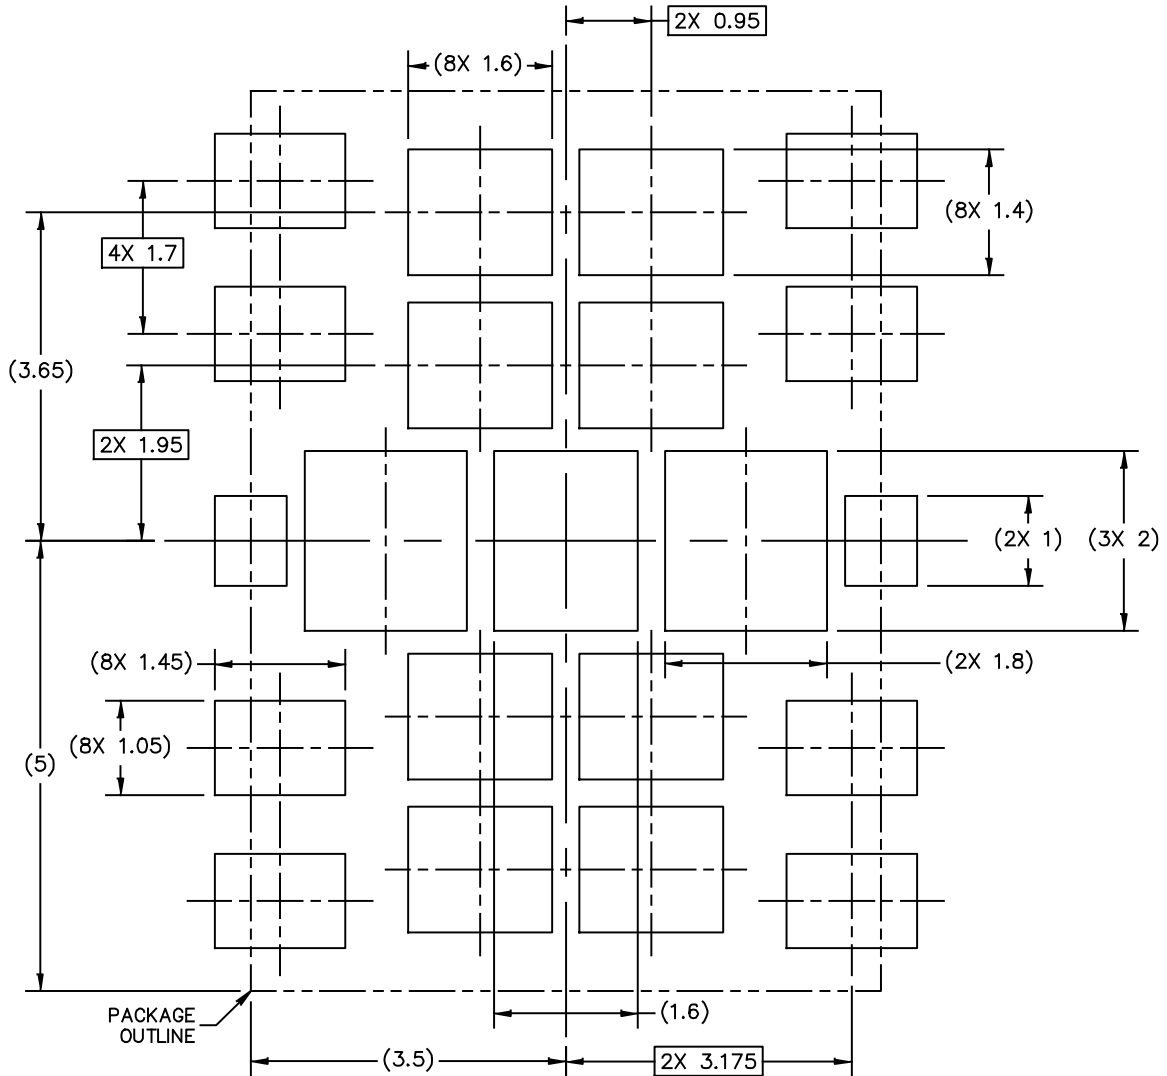 2X 0.95
(8X 1.6)
(8X 1.4)
4X 1.7
(3.65)
2X 1.95
(2X 1)
(3X 2)
(8X 1.45)
(2X 1.8)
(8X 1.05)
(5)
PACKAGE
OUTLINE
(1.6)
(3.5)
2X 3.175